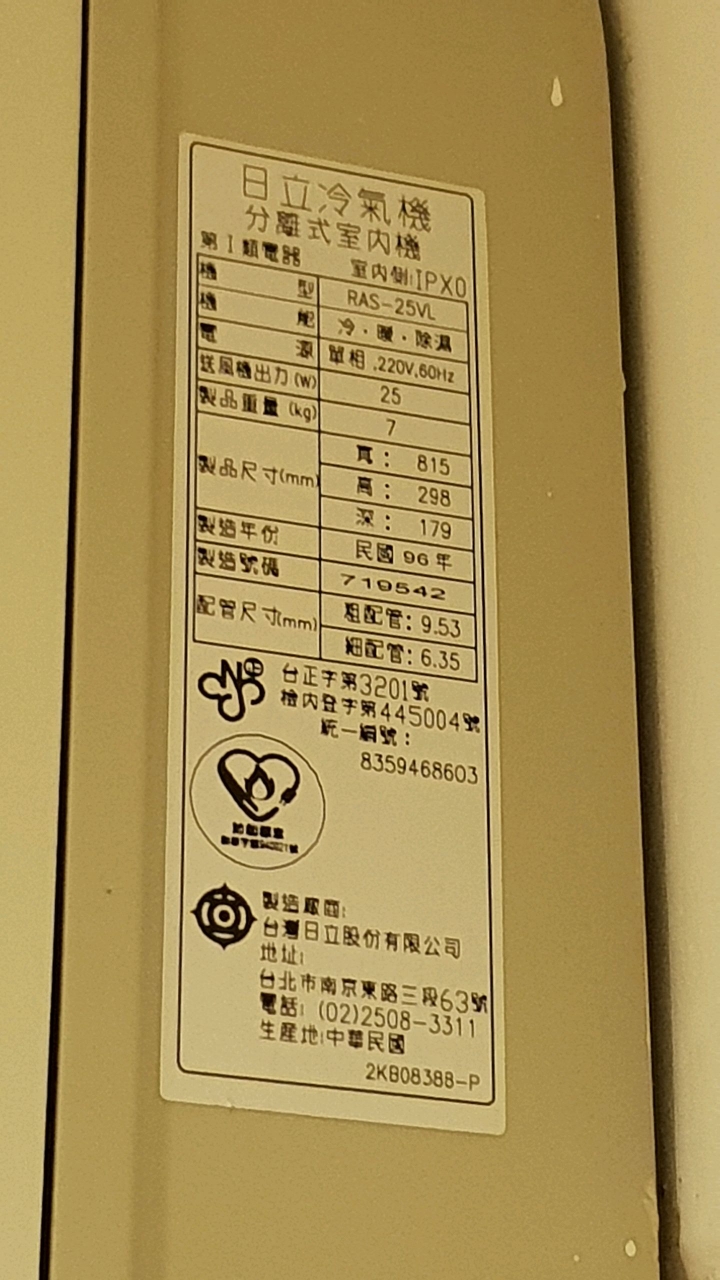 日立冷氣機
分離式室內機
第I類電器 室內側:IPX0
機型 RAS-25VL
機能 冷·暖·除濕
電源 單相.220V.60Hz
送風機出力(W) 25
製品重量(kg) 7
製品尺寸(mm) 寬: 815
高: 298
深: 179
製造年份 民國96年
製造號碼 719542
配管尺寸(mm) 粗配管:9.53
細配管:6.35
台正字第3201號
檢內登字第445004號
統一編號:
8359468603
節能標章
製造廠商:
台灣日立股份有限公司
地址:
台北市南京東路三段63號
電話:(02)2508-3311
生產地:中華民國
2KB08388-P